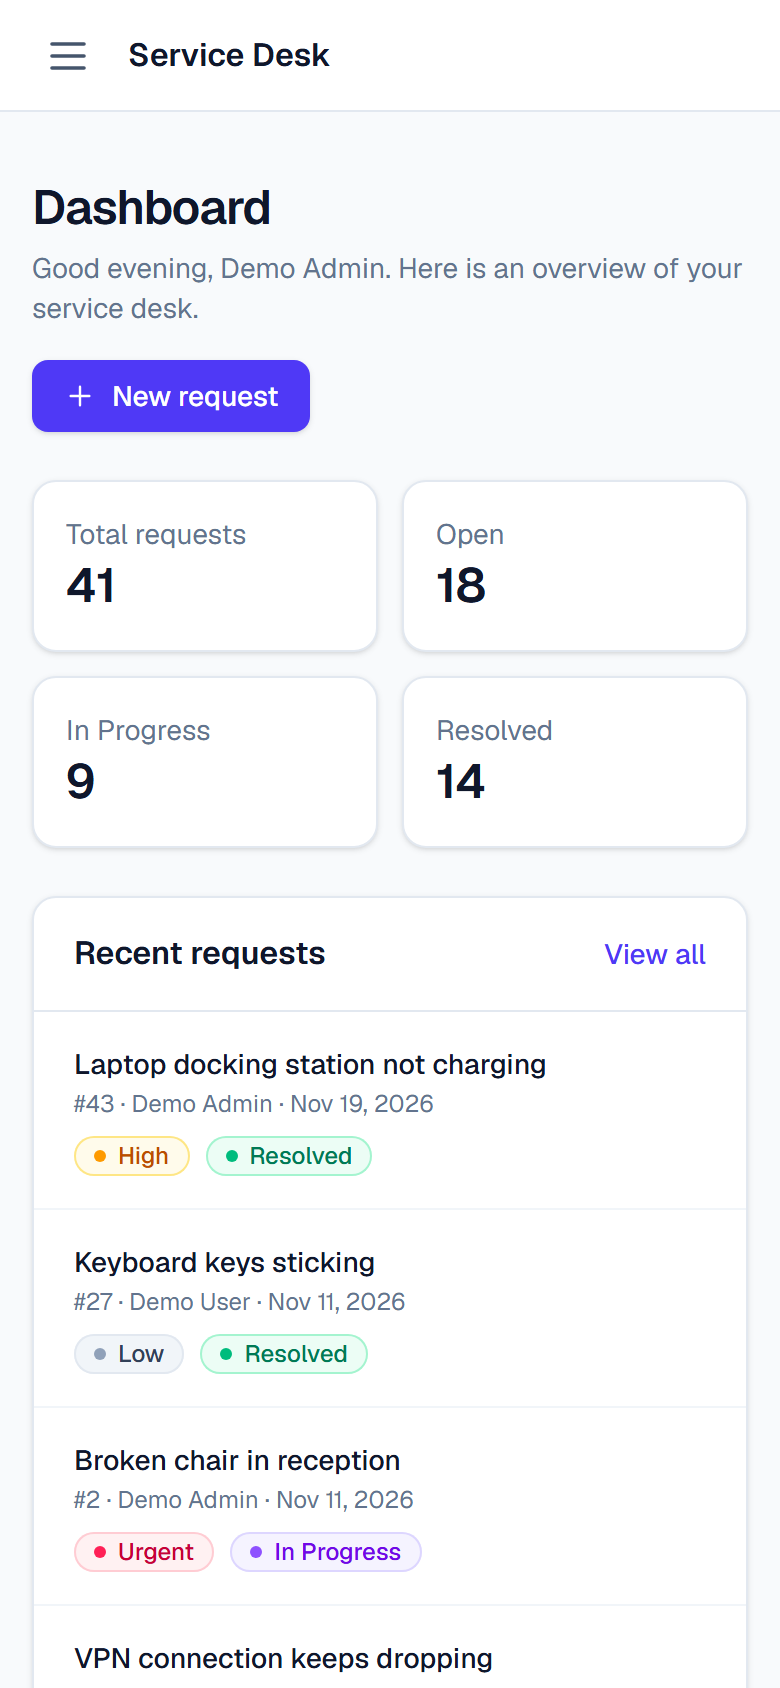 Service Desk
Dashboard
Good evening, Demo Admin. Here is an overview of your
service desk.
+ New request
Total requests
41
Open
18
In Progress
9
Resolved
14
Recent requests
View all
Laptop docking station not charging
#43 · Demo Admin · Nov 19, 2026
High
Resolved
Keyboard keys sticking
#27 · Demo User · Nov 11, 2026
Low
Resolved
Broken chair in reception
#2 · Demo Admin · Nov 11, 2026
Urgent
In Progress
VPN connection keeps dropping